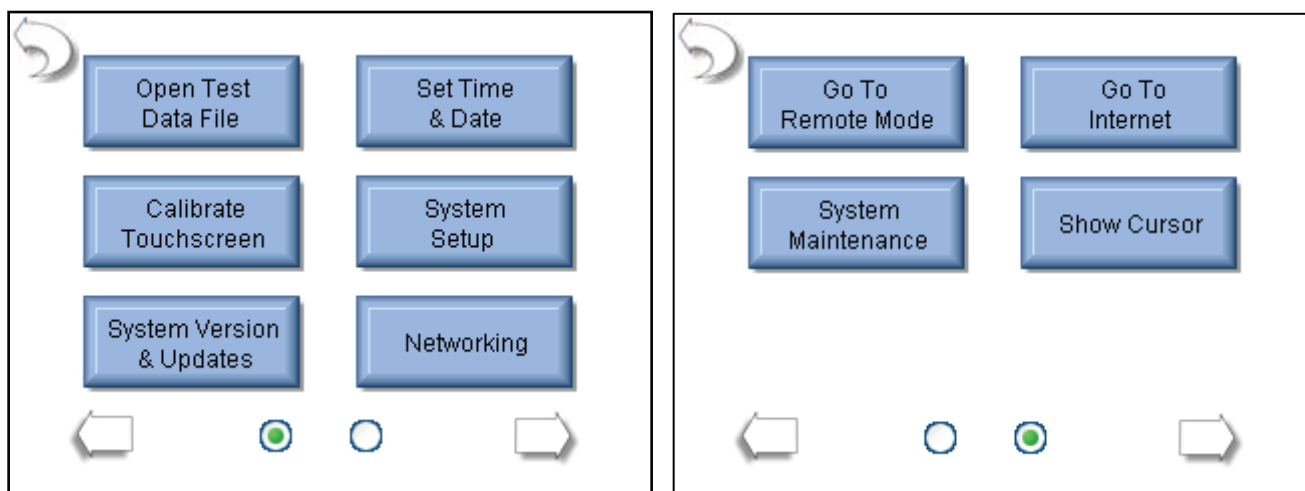 Open Test
Data File
Set Time
& Date
Calibrate
Touchscreen
System
Setup
System Version
& Updates
Networking
Go To
Remote Mode
Go To
Internet
System
Maintenance
Show Cursor